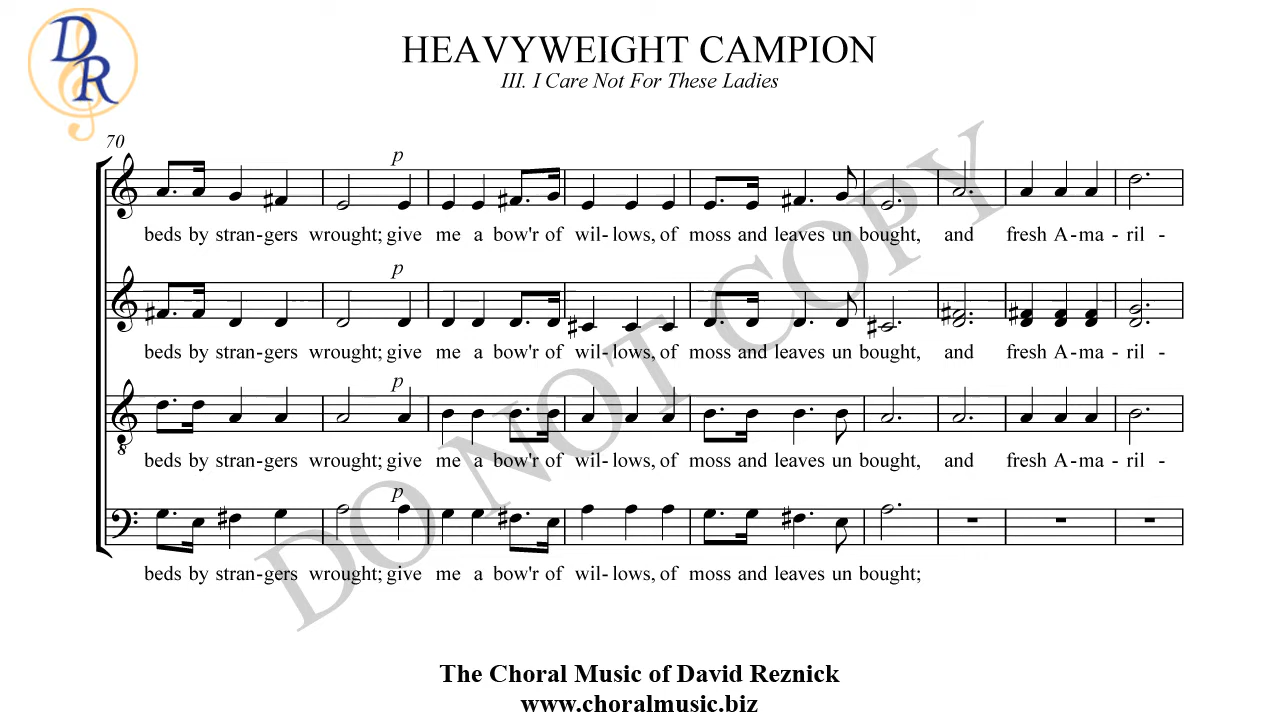 DR
HEAVYWEIGHT CAMPION
III. I Care Not For These Ladies
70
p
beds by stran-gers wrought; give me a bow'r of wil-lows, of moss and leaves un bought, and fresh A-ma-ril-
p
beds by stran-gers wrought; give me a bow'r of wil-lows, of moss and leaves un bought, and fresh A-ma-ril-
p
8
beds by stran-gers wrought; give me a bow'r of wil-lows, of moss and leaves un bought, and fresh A-ma-ril-
p
beds by stran-gers wrought; give me a bow'r of wil-lows, of moss and leaves un bought;
DO NOT COPY
The Choral Music of David Reznick
www.choralmusic.biz